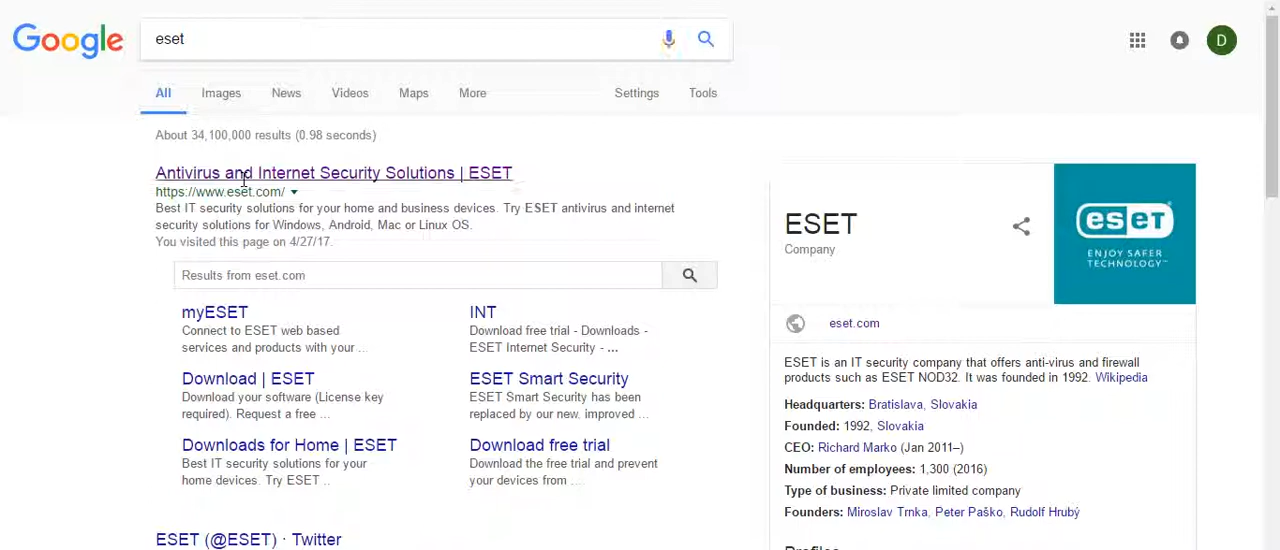 Google
eset
D
All
Images
News
Videos
Maps
More
Settings
Tools
About 34,100,000 results (0.98 seconds)
Antivirus and Internet Security Solutions | ESET
https://www.eset.com/
Best IT security solutions for your home and business devices. Try ESET antivirus and internet
security solutions for Windows, Android, Mac or Linux OS.
You visited this page on 4/27/17.
Results from eset.com
myESET
Connect to ESET web based
services and products with your ...
INT
Download free trial - Downloads -
ESET Internet Security - ...
Download | ESET
Download your software (License key
required). Request a free ...
ESET Smart Security
ESET Smart Security has been
replaced by our new, improved ...
Downloads for Home | ESET
Best IT security solutions for your
home devices. Try ESET ..
Download free trial
Download the free trial and prevent
your devices from ....
ESET (@ESET) · Twitter
ESET
Company
eset
ENJOY SAFER
TECHNOLOGY™
eset.com
ESET is an IT security company that offers anti-virus and firewall
products such as ESET NOD32. It was founded in 1992. Wikipedia
Headquarters: Bratislava, Slovakia
Founded: 1992, Slovakia
CEO: Richard Marko (Jan 2011–)
Number of employees: 1,300 (2016)
Type of business: Private limited company
Founders: Miroslav Trnka, Peter Paško, Rudolf Hrubý